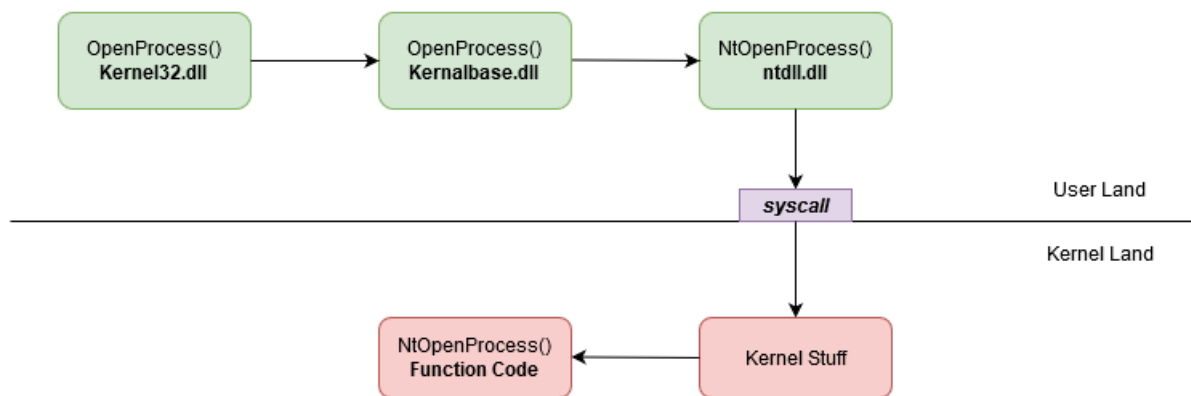 OpenProcess()
Kernel32.dll
OpenProcess()
Kernalbase.dll
NtOpenProcess()
ntdll.dll
syscall
User Land
Kernel Land
NtOpenProcess()
Function Code
Kernel Stuff